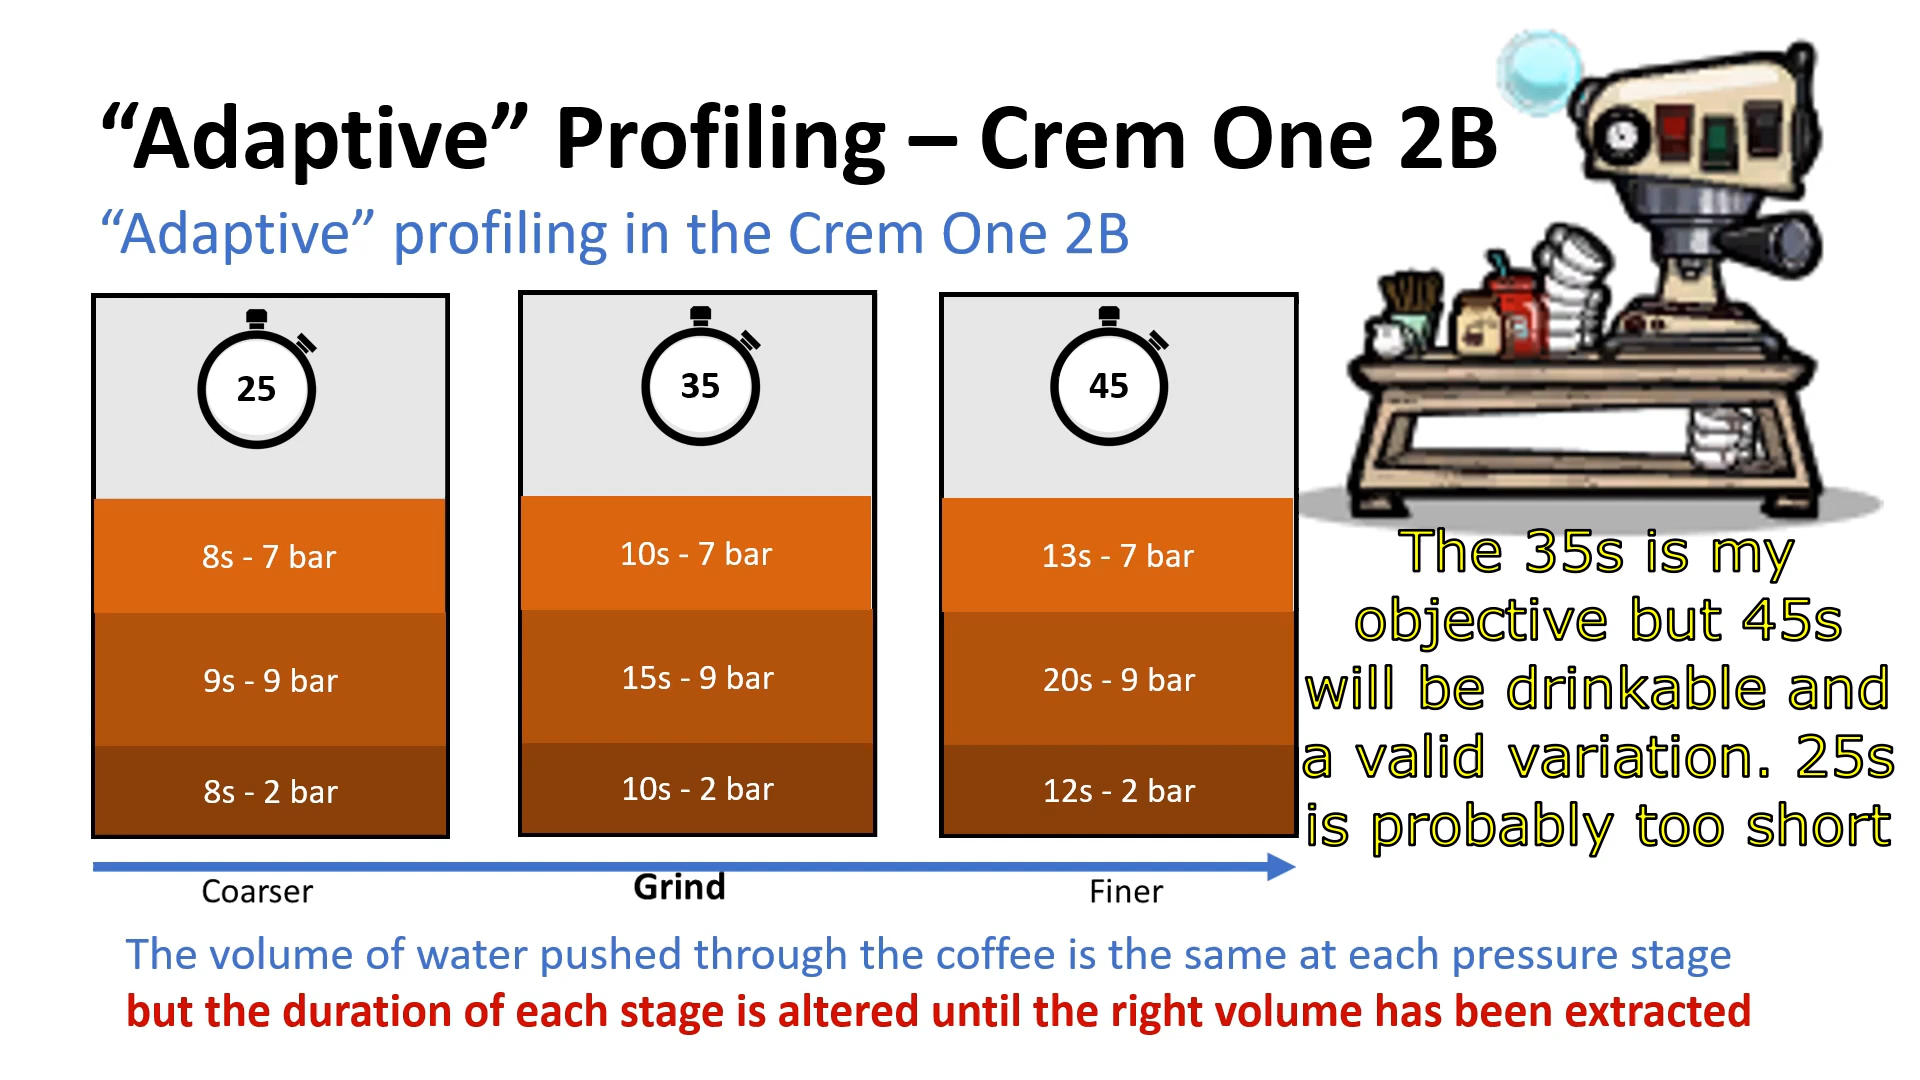 “Adaptive” Profiling – Crem One 2B
“Adaptive” profiling in the Crem One 2B
25
8s - 7 bar
9s - 9 bar
8s - 2 bar
35
10s - 7 bar
15s - 9 bar
10s - 2 bar
45
13s - 7 bar
20s - 9 bar
12s - 2 bar
The 35s is my
objective but 45s
will be drinkable and
a valid variation. 25s
is probably too short
Coarser
Grind
Finer
The volume of water pushed through the coffee is the same at each pressure stage
but the duration of each stage is altered until the right volume has been extracted